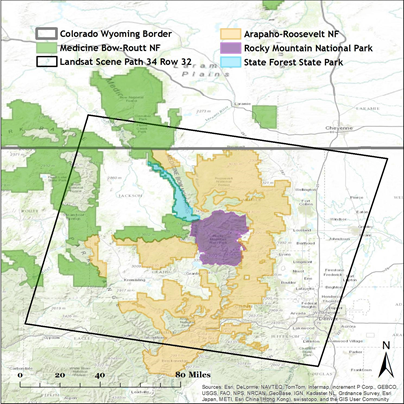 Colorado Wyoming Border
Medicine Bow-Routt NF
Landsat Scene Path 34 Row 32
Arapaho-Roosevelt NF
Rocky Mountain National Park
State Forest State Park
Plains
Cheyenne
N
0 20 40 80 Miles
Sources: Esri, DeLorme, NAVTEQ, TomTom, Intermap, increment P Corp., GEBCO,
USGS, FAO, NPS, NRCAN, GeoBase, IGN, Kadaster NL, Ordnance Survey, Esri
Japan, METI, Esri China (Hong Kong), swisstopo, and the GIS User Community